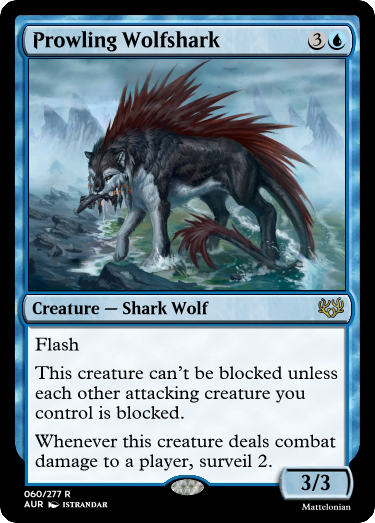 Prowling Wolfshark 3
Creature — Shark Wolf
Flash
This creature can't be blocked unless
each other attacking creature you
control is blocked.
Whenever this creature deals combat
damage to a player, surveil 2.
3/3
060/277 R
AUR ISTRANDAR
Mattelonian